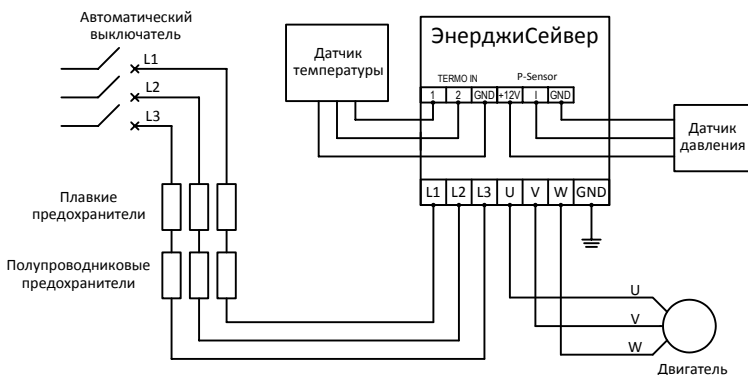 Автоматический
выключатель
L1
L2
L3
Датчик
температуры
ЭнерджиСейвер
TERMO IN
P-Sensor
1 2 GND +12V I GND
Датчик
давления
Плавкие
предохранители
L1 L2 L3 U V W GND
Полупроводниковые
предохранители
U
V
W
Двигатель